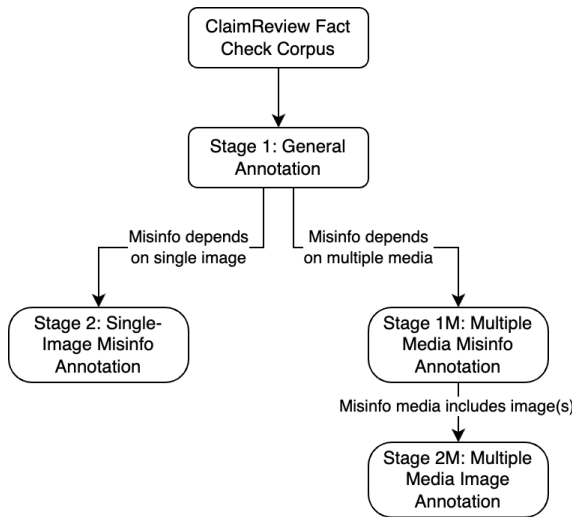 ClaimReview Fact
Check Corpus
Stage 1: General
Annotation
Misinfo depends
on single image
Misinfo depends
on multiple media
Stage 2: Single-
Image Misinfo
Annotation
Stage 1M: Multiple
Media Misinfo
Annotation
Misinfo media includes image(s)
Stage 2M: Multiple
Media Image
Annotation